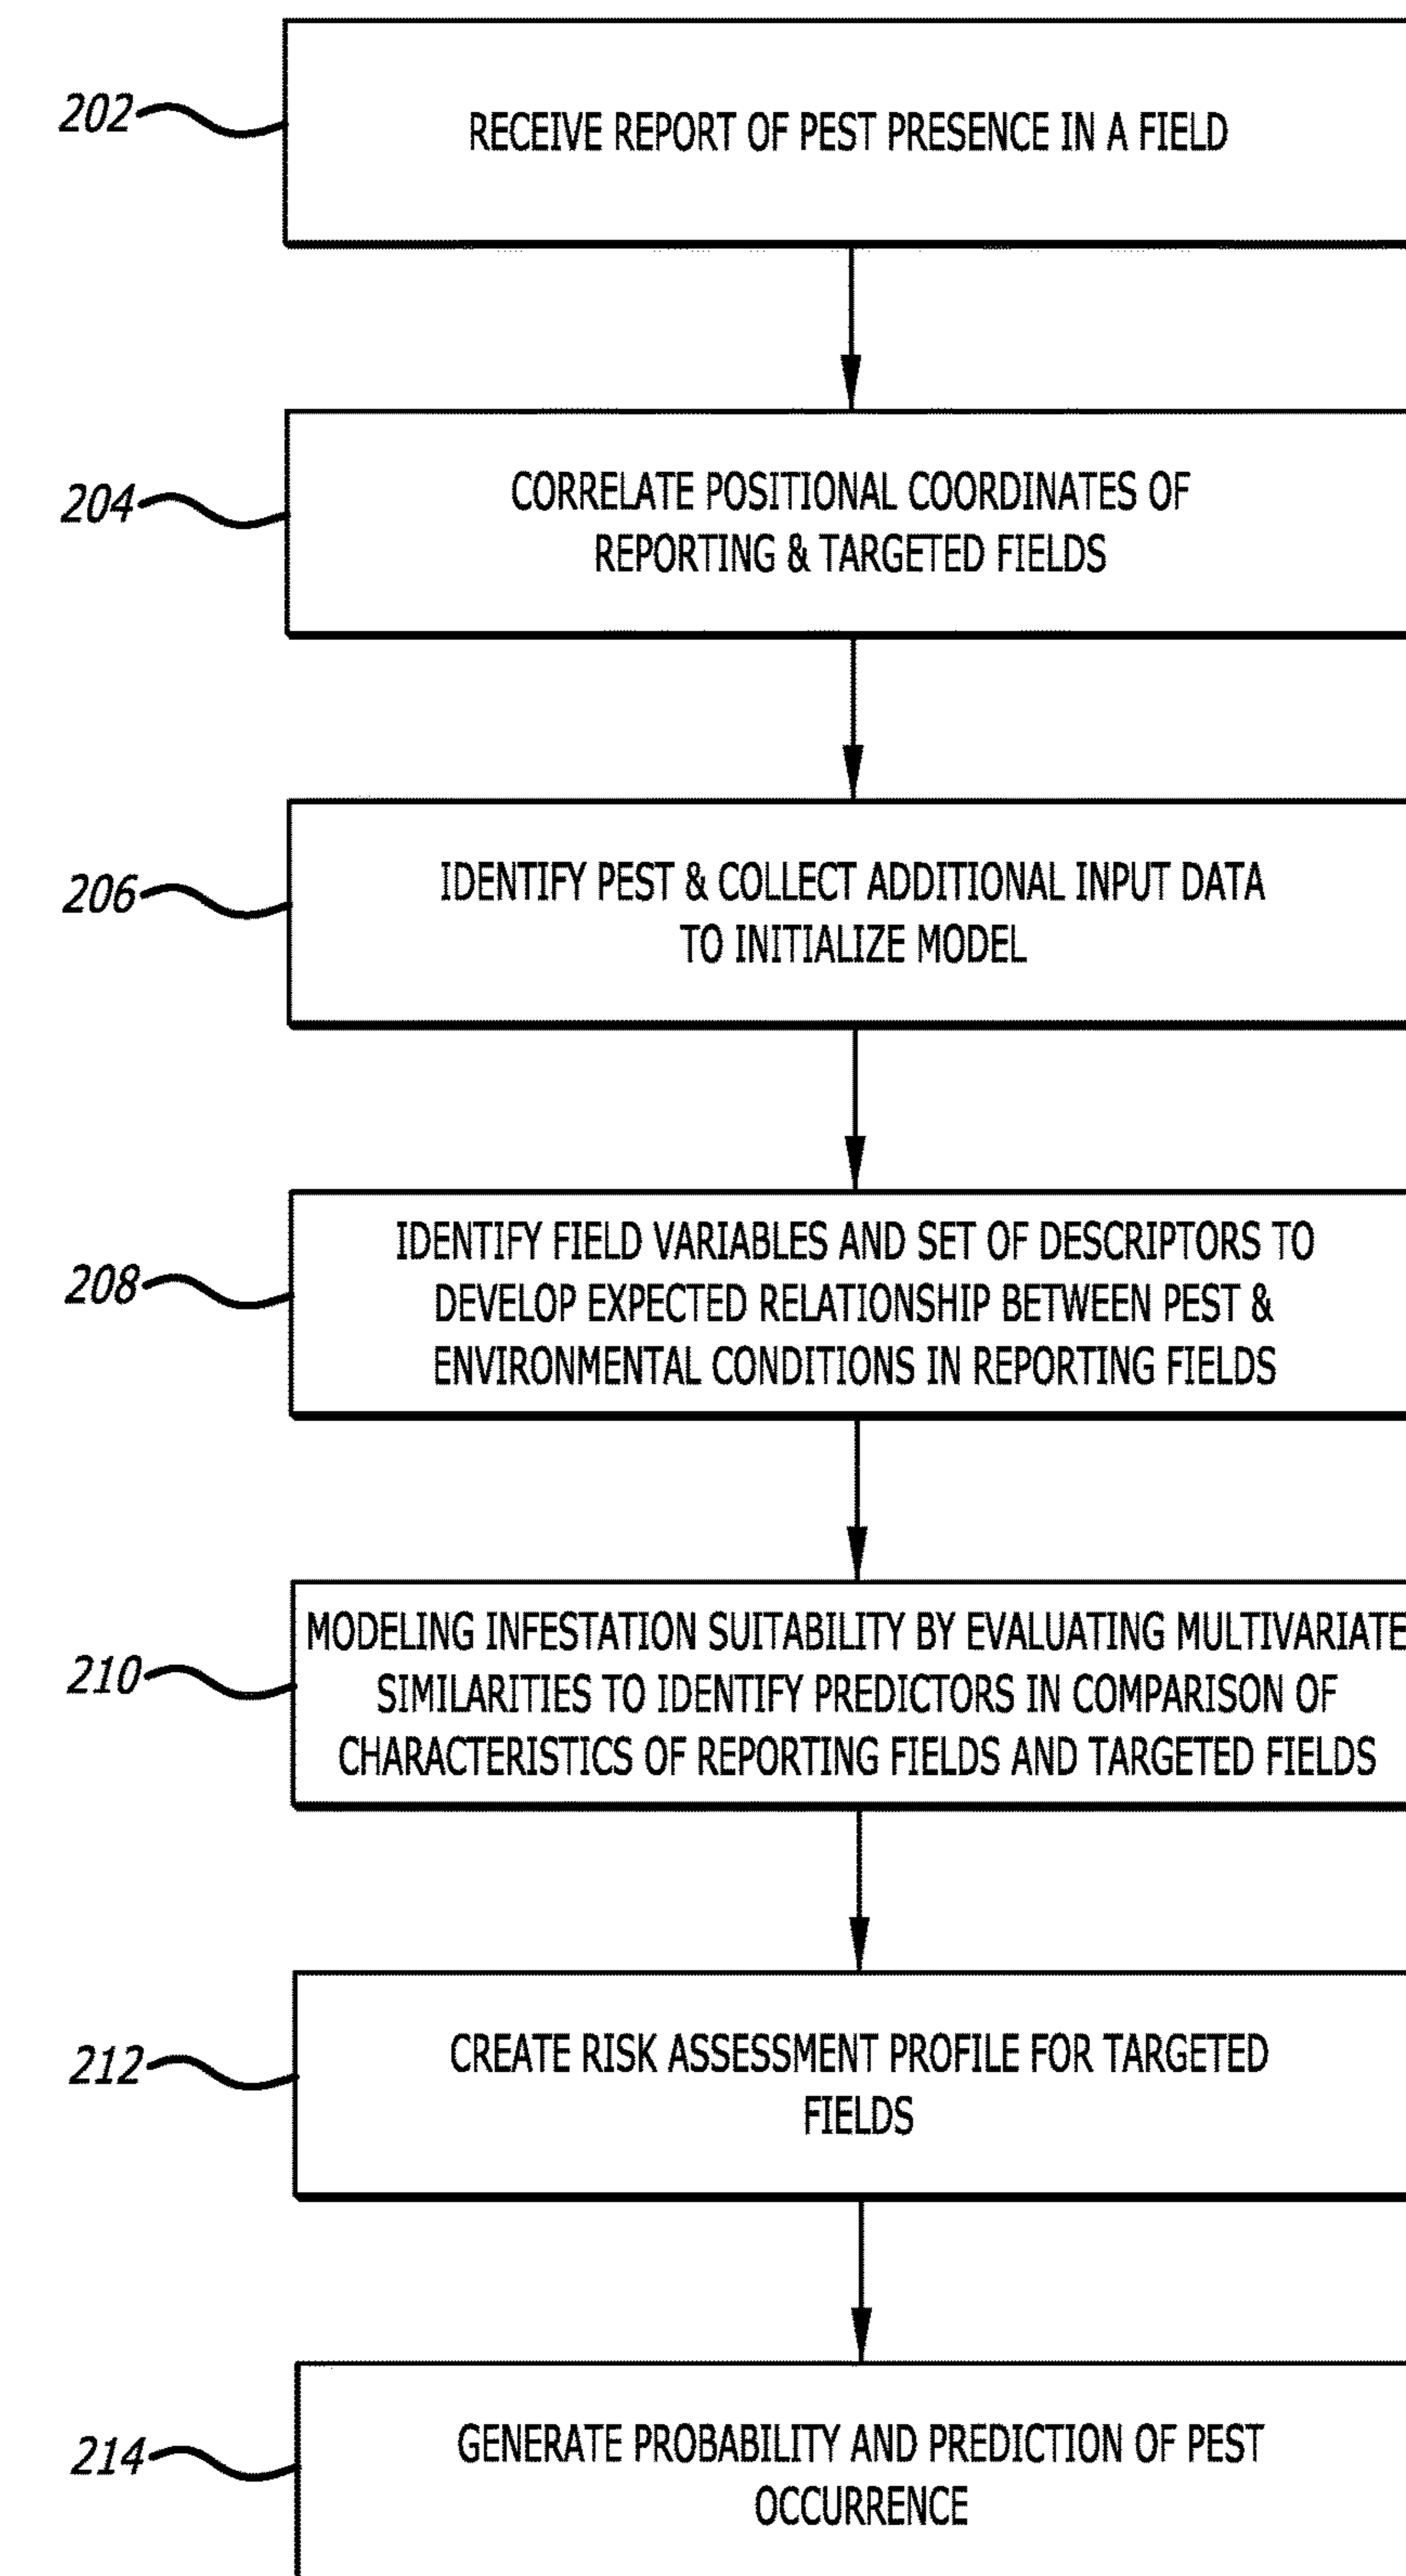 202
RECEIVE REPORT OF PEST PRESENCE IN A FIELD
204
CORRELATE POSITIONAL COORDINATES OF
REPORTING & TARGETED FIELDS
206
IDENTIFY PEST & COLLECT ADDITIONAL INPUT DATA
TO INITIALIZE MODEL
208
IDENTIFY FIELD VARIABLES AND SET OF DESCRIPTORS TO
DEVELOP EXPECTED RELATIONSHIP BETWEEN PEST &
ENVIRONMENTAL CONDITIONS IN REPORTING FIELDS
210
MODELING INFESTATION SUITABILITY BY EVALUATING MULTIVARIATE
SIMILARITIES TO IDENTIFY PREDICTORS IN COMPARISON OF
CHARACTERISTICS OF REPORTING FIELDS AND TARGETED FIELDS
212
CREATE RISK ASSESSMENT PROFILE FOR TARGETED
FIELDS
214
GENERATE PROBABILITY AND PREDICTION OF PEST
OCCURRENCE